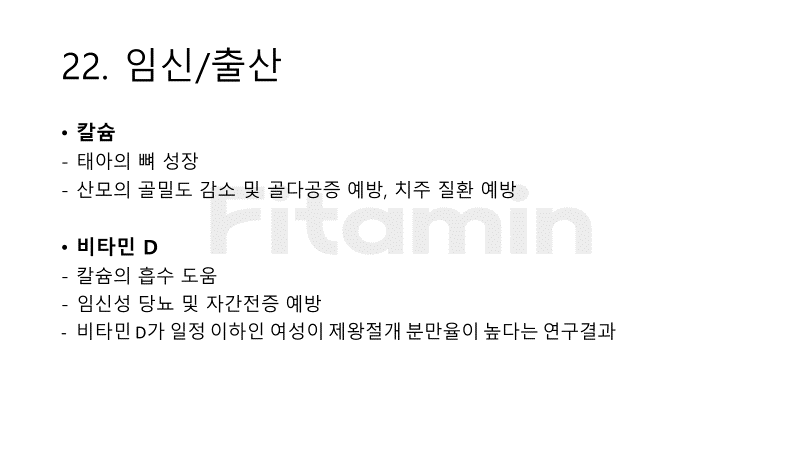 22. 임신/출산
• 칼슘
- 태아의 뼈 성장
- 산모의 골밀도 감소 및 골다공증 예방, 치주 질환 예방
Fitamin
• 비타민 D
- 칼슘의 흡수 도움
- 임신성 당뇨 및 자간전증 예방
- 비타민D가 일정 이하인 여성이 제왕절개 분만율이 높다는 연구결과